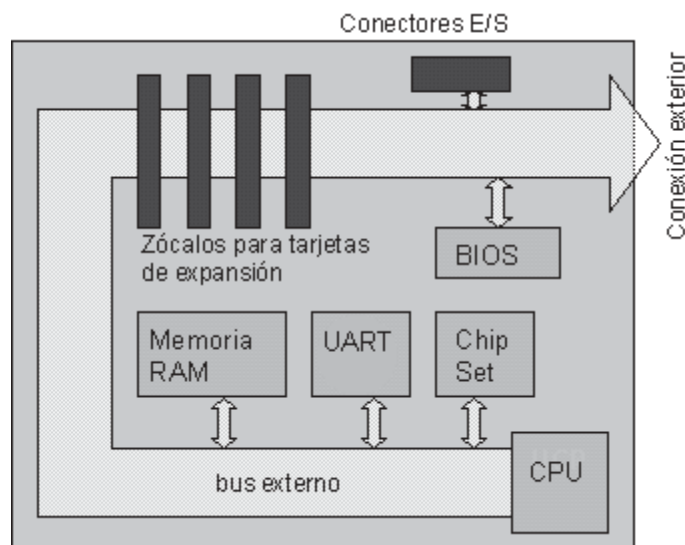 Conectores E/S
Conexión exterior
Zócalos para tarjetas
de expansión
BIOS
Memoria
RAM
UART
Chip
Set
CPU
bus externo